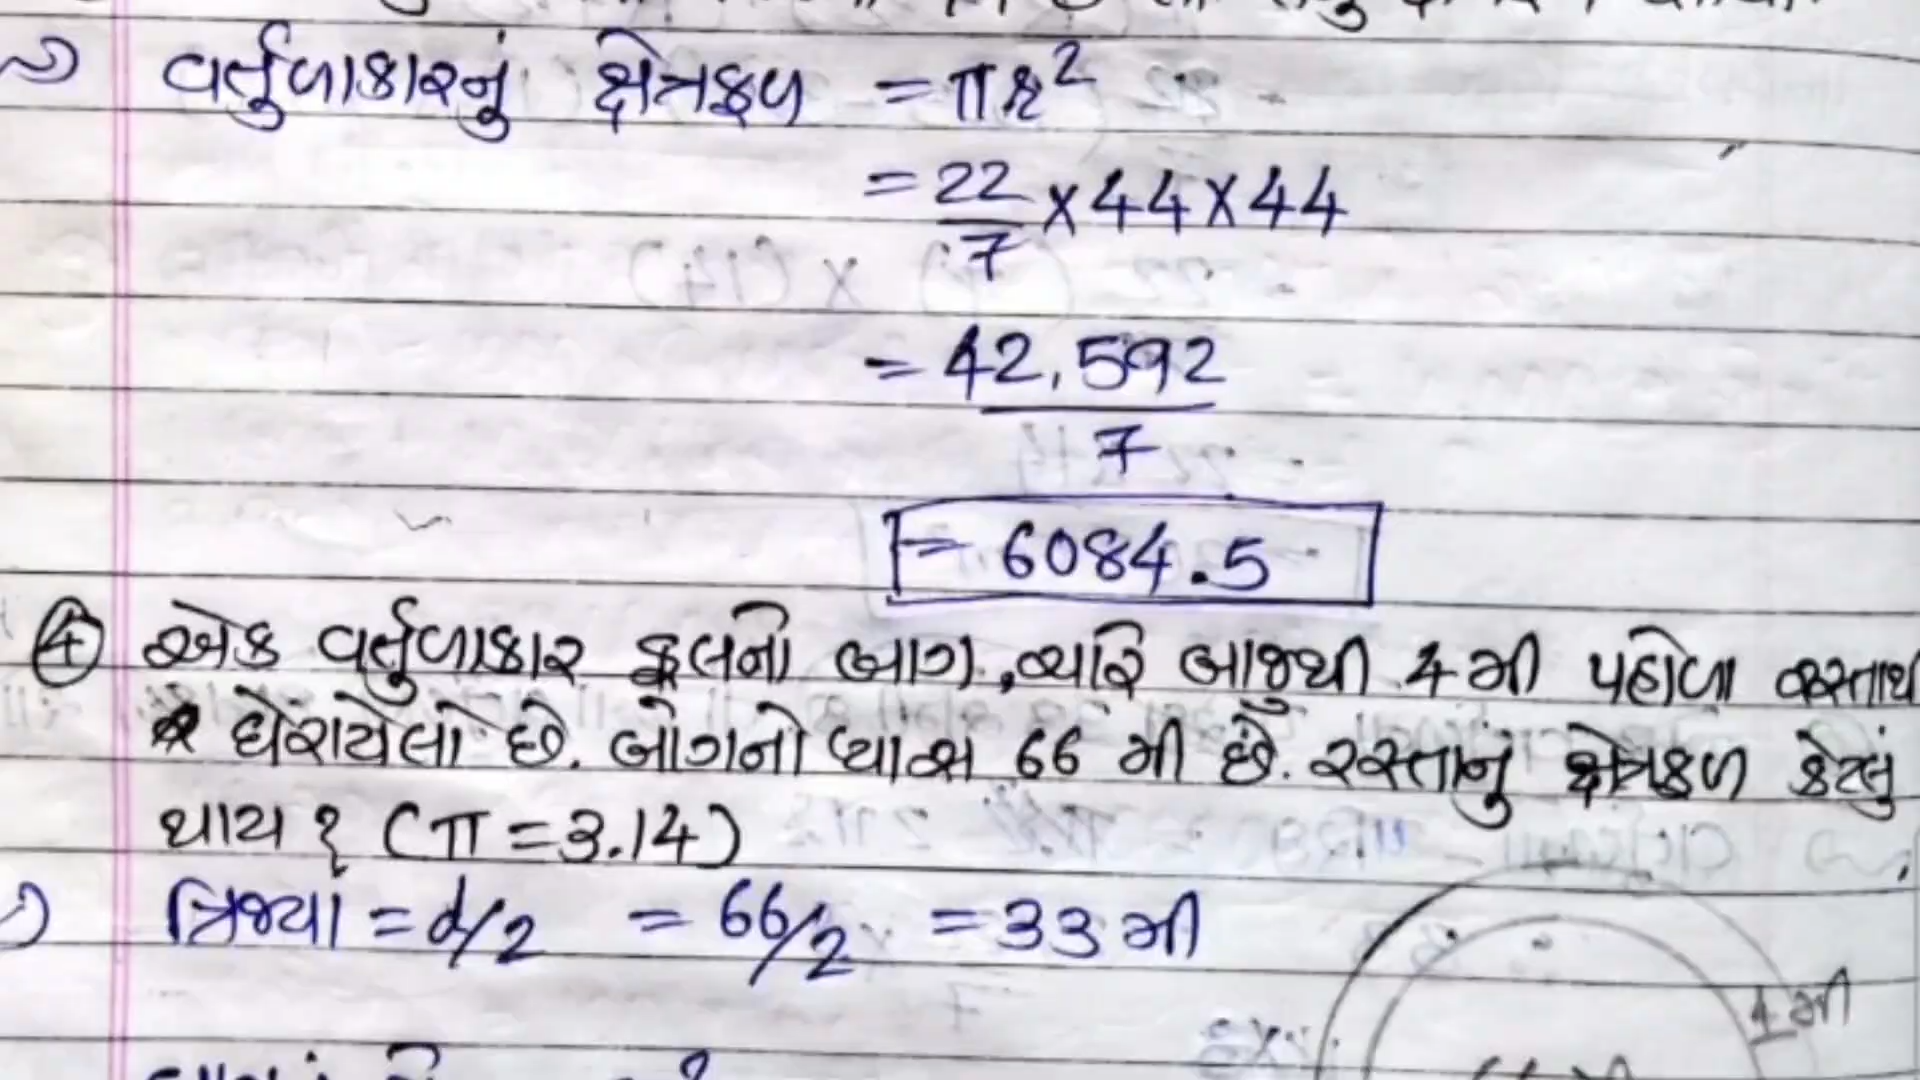 વર્તુળાકારનું ક્ષેત્રફળ = πr²
= 22/7 × 44 × 44
= 42,592
7
= 6084.5
④ એક વર્તુળાકાર ફૂલનો બાગ, ચારે બાજુથી 4 મી પહોળા રસ્તાથી
ઘેરાયેલો છે. બાગનો વ્યાસ 66 મી છે. રસ્તાનું ક્ષેત્રફળ કેટલું
થાય ? (π = 3.14)
ત્રિજ્યા = d/2 = 66/2 = 33 મી
4 મી